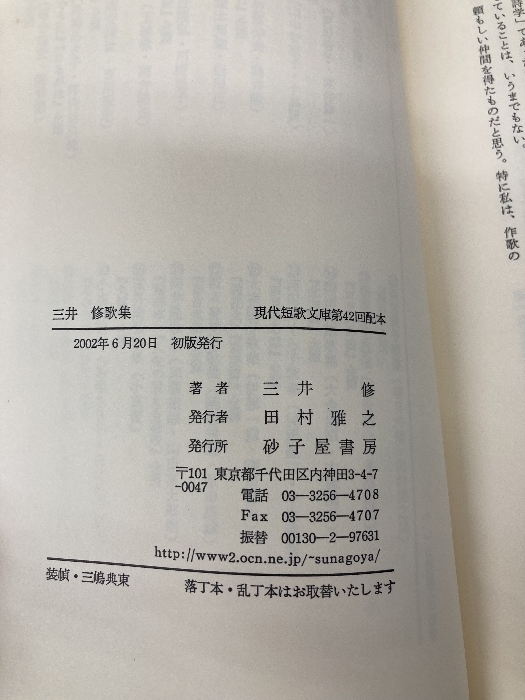 詩学」であ
ていることは、いうまでもない。
頼もしい仲間を得たものだと思う。特に私は、作歌の
三井　修歌集　現代短歌文庫第42回配本
2002年6月20日　初版発行
著　者　三　井　　修
発行者　田　村　雅　之
発行所　砂子屋書房
〒101-0047 東京都千代田区内神田3-4-7
電話　03—3256—4708
Fax　03—3256—4707
振替　00130—2—97631
http://www2.ocn.ne.jp/~sunagoya/
装幀・三嶋典東　落丁本・乱丁本はお取替いたします